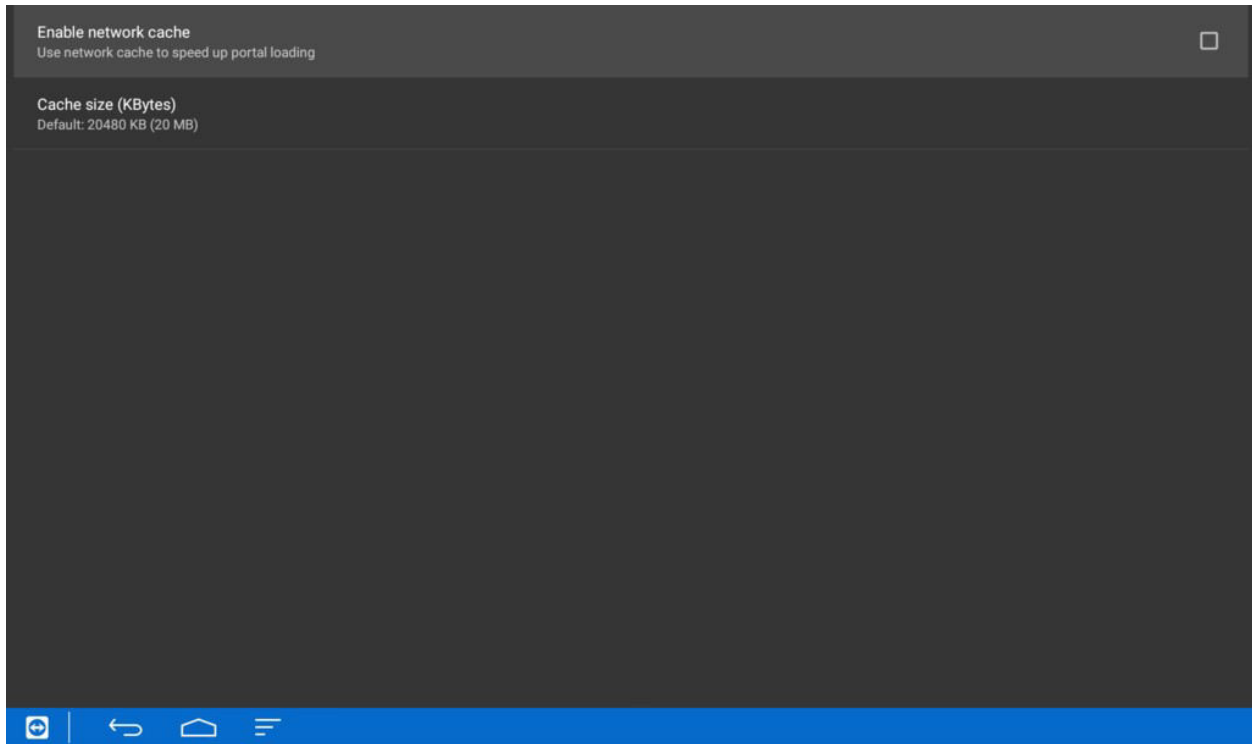 Enable network cache
Use network cache to speed up portal loading
Cache size (KBytes)
Default: 20480 KB (20 MB)